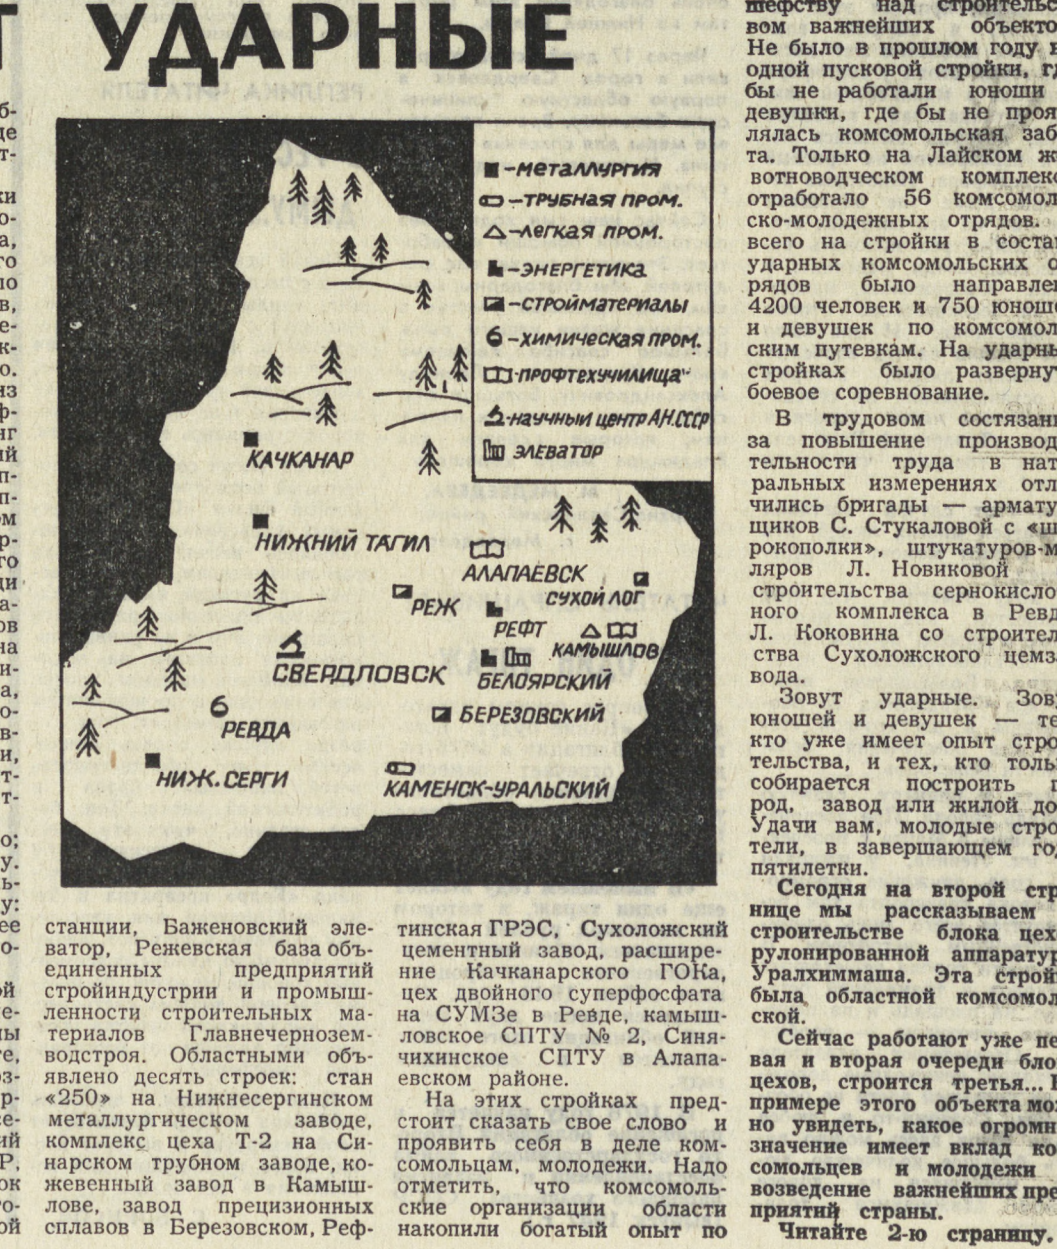 УДАРНЫЕ
-МЕТАЛЛУРГИЯ
-ТРУБНАЯ ПРОМ.
-ЛЕГКАЯ ПРОМ.
-ЭНЕРГЕТИКА
-СТРОЙМАТЕРИАЛЫ
-ХИМИЧЕСКАЯ ПРОМ.
-ПРОФТЕХУЧИЛИЩА
-НАУЧНЫЙ ЦЕНТР АН.СССР
ЭЛЕВАТОР
КАЧКАНАР
НИЖНИЙ ТАГИЛ
АЛАПАЕВСК
РЕЖ
СУХОЙ ЛОГ
РЕФТ
КАМЫШЛОВ
СВЕРДЛОВСК
БЕЛОЯРСКИЙ
РЕВДА
БЕРЕЗОВСКИЙ
НИЖ. СЕРГИ
КАМЕНСК-УРАЛЬСКИЙ
станции, Баженовский эле-
ватор, Режевская база объ-
единенных предприятий
стройиндустрии и промыш-
ленности строительных ма-
териалов Главнечернозем-
водстроя. Областными объ-
явлено десять строек: стан
«250» на Нижнесергинском
металлургическом заводе,
комплекс цеха Т-2 на Си-
нарском трубном заводе, ко-
жевенный завод в Камыш-
лове, завод прецизионных
сплавов в Березовском, Реф-
тинская ГРЭС, Сухоложский
цементный завод, расшире-
ние Качканарского ГОКа,
цех двойного суперфосфата
на СУМЗе в Ревде, камыш-
ловское СПТУ № 2, Синя-
чихинское СПТУ в Алапа-
евском районе.
На этих стройках пред-
стоит сказать свое слово и
проявить себя в деле ком-
сомольцам, молодежи. Надо
отметить, что комсомоль-
ские организации области
накопили богатый опыт по
шефству над строительс
вом важнейших объекто
Не было в прошлом году
одной пусковой стройки, г
бы не работали юноши
девушки, где бы не проя
лялась комсомольская заб
та. Только на Лайском ж
вотноводческом комплекс
отработало 56 комсомол
ско-молодежных отрядов.
всего на стройки в соста
ударных комсомольских о
рядов было направле
4200 человек и 750 юнош
и девушек по комсомол
ским путевкам. На ударн
стройках было разверну
боевое соревнование.
В трудовом состязан
за повышение производ
тельности труда в нат
ральных измерениях отл
чились бригады — армату
щиков С. Стукаловой с «ш
рокополки», штукатуров-м
ляров Л. Новиковой
строительства сернокисло
ного комплекса в Ревд
Л. Коковина со строител
ства Сухоложского цемз
вода.
Зовут ударные. Зову
юношей и девушек — те
кто уже имеет опыт стро
тельства, и тех, кто толь
собирается построить г
род, завод или жилой до
Удачи вам, молодые стро
тели, в завершающем го
пятилетки.
Сегодня на второй стр
нице мы рассказываем
строительстве блока цех
рулонированной аппаратур
Уралхиммаша. Эта строй
была областной комсомол
ской.
Сейчас работают уже пе
вая и вторая очереди бло
цехов, строится третья...
примере этого объекта мо
но увидеть, какое огромн
значение имеет вклад ко
сомольцев и молодежи
возведение важнейших пре
приятий страны.
Читайте 2-ю страницу.